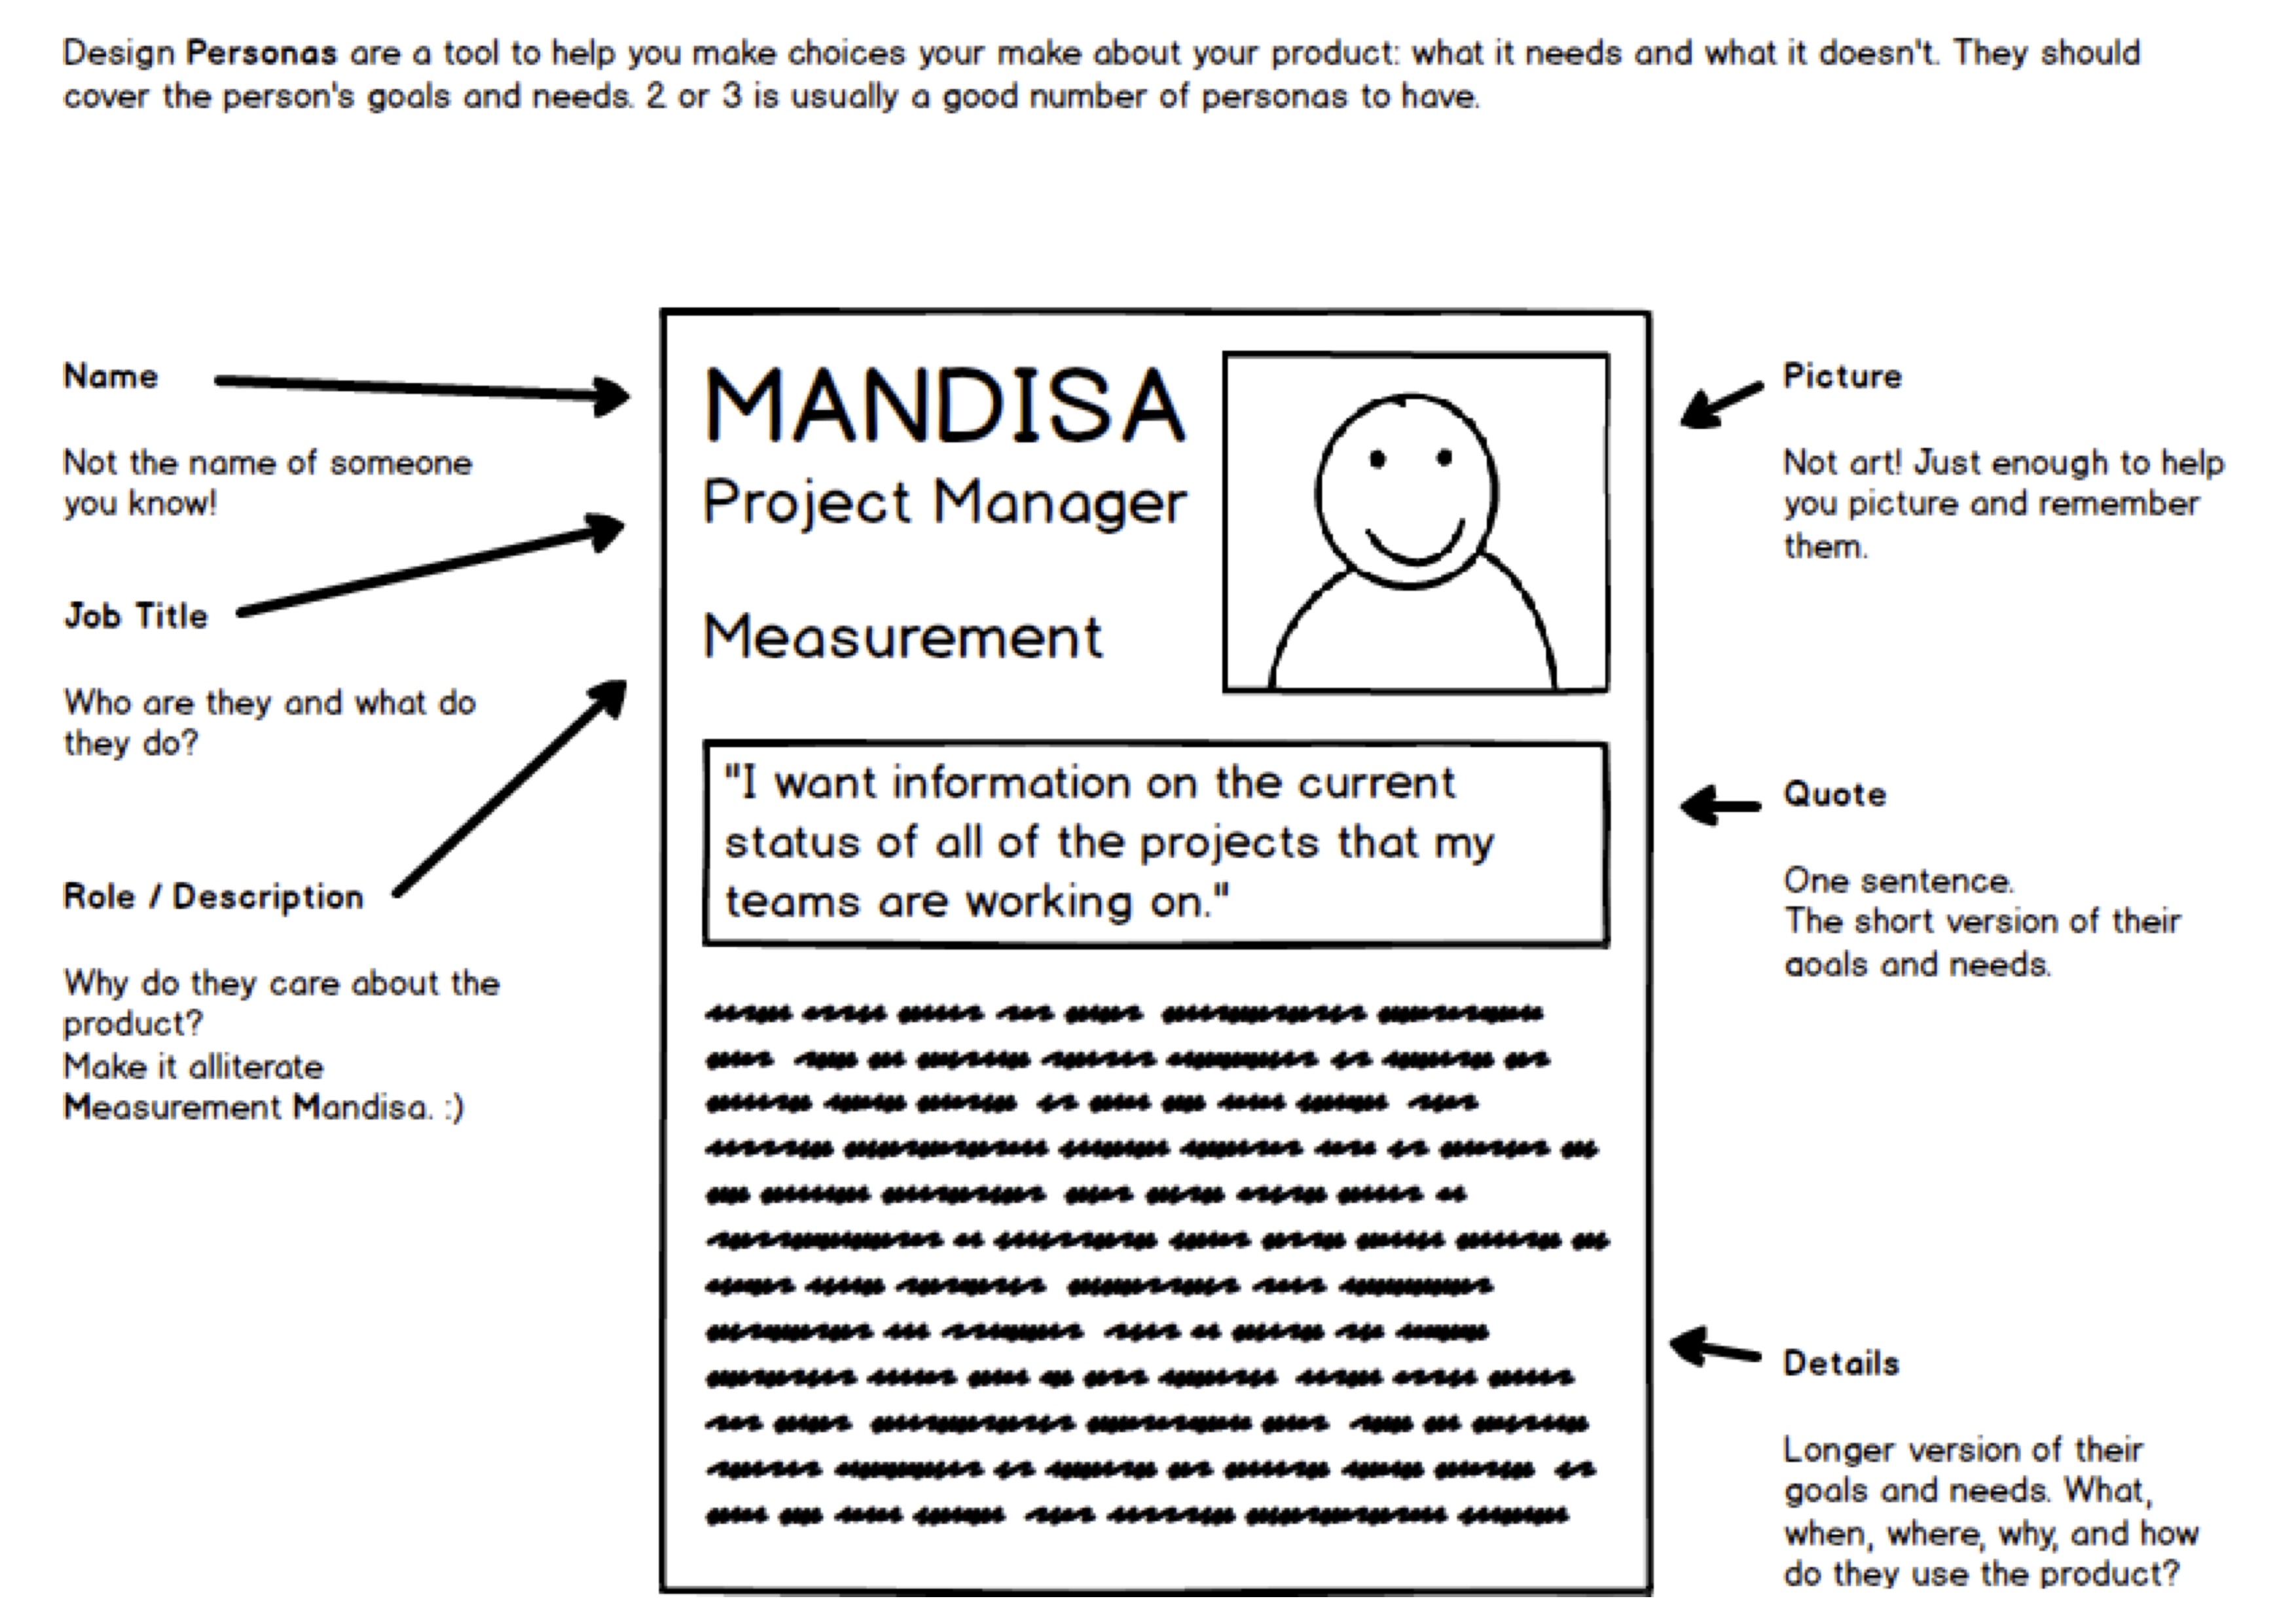 Design Personas are a tool to help you make choices your make about your product: what it needs and what it doesn't. They should
cover the person's goals and needs. 2 or 3 is usually a good number of personas to have.
Name
Not the name of someone
you know!
Job Title
Who are they and what do
they do?
Role / Description
Why do they care about the
product?
Make it alliterate
Measurement Mandisa. :)
MANDISA
Project Manager
Measurement
"I want information on the current
status of all of the projects that my
teams are working on."
Picture
Not art! Just enough to help
you picture and remember
them.
Quote
One sentence.
The short version of their
goals and needs.
Details
Longer version of their
goals and needs. What,
when, where, why, and how
do they use the product?